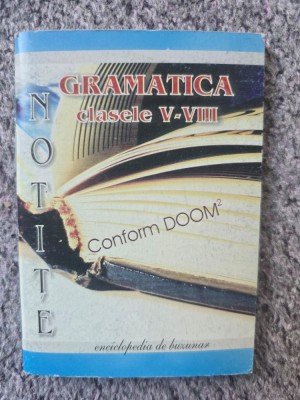 GRAMATICA
clasele V-VIII
NOTIȚE
Conform DOOM²
enciclopedia de buzunar